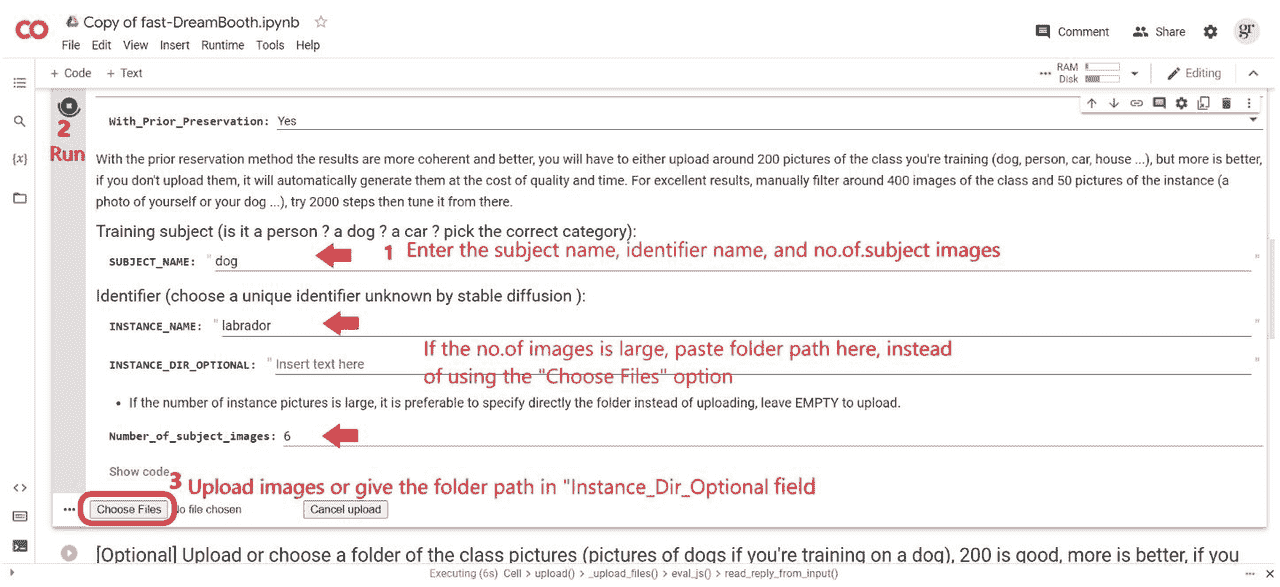 CO
Copy of fast-DreamBooth.ipynb
Comment
Share
gr
File Edit View Insert Runtime Tools Help
+ Code + Text
RAM
Disk
Editing
2
Run
With_Prior_Preservation: Yes
With the prior reservation method the results are more coherent and better, you will have to either upload around 200 pictures of the class you're training (dog, person, car, house ...), but more is better,
if you don't upload them, it will automatically generate them at the cost of quality and time. For excellent results, manually filter around 400 images of the class and 50 pictures of the instance (a
photo of yourself or your dog ...), try 2000 steps then tune it from there.
Training subject (is it a person ? a dog ? a car ? pick the correct category):
1 Enter the subject name, identifier name, and no.of.subject images
SUBJECT_NAME: " dog "
Identifier (choose a unique identifier unknown by stable diffusion ):
INSTANCE_NAME: " labrador "
If the no.of images is large, paste folder path here, instead
of using the "Choose Files" option
INSTANCE_DIR_OPTIONAL: " Insert text here "
• If the number of instance pictures is large, it is preferable to specify directly the folder instead of uploading, leave EMPTY to upload.
Number_of_subject_images: 6
Show code
3 Upload images or give the folder path in "Instance_Dir_Optional field
... Choose Files No file chosen Cancel upload
[Optional] Upload or choose a folder of the class pictures (pictures of dogs if you're training on a dog), 200 is good, more is better, if you
Executing (6s) Cell > upload() > _upload_files() > eval_js() > read_reply_from_input()